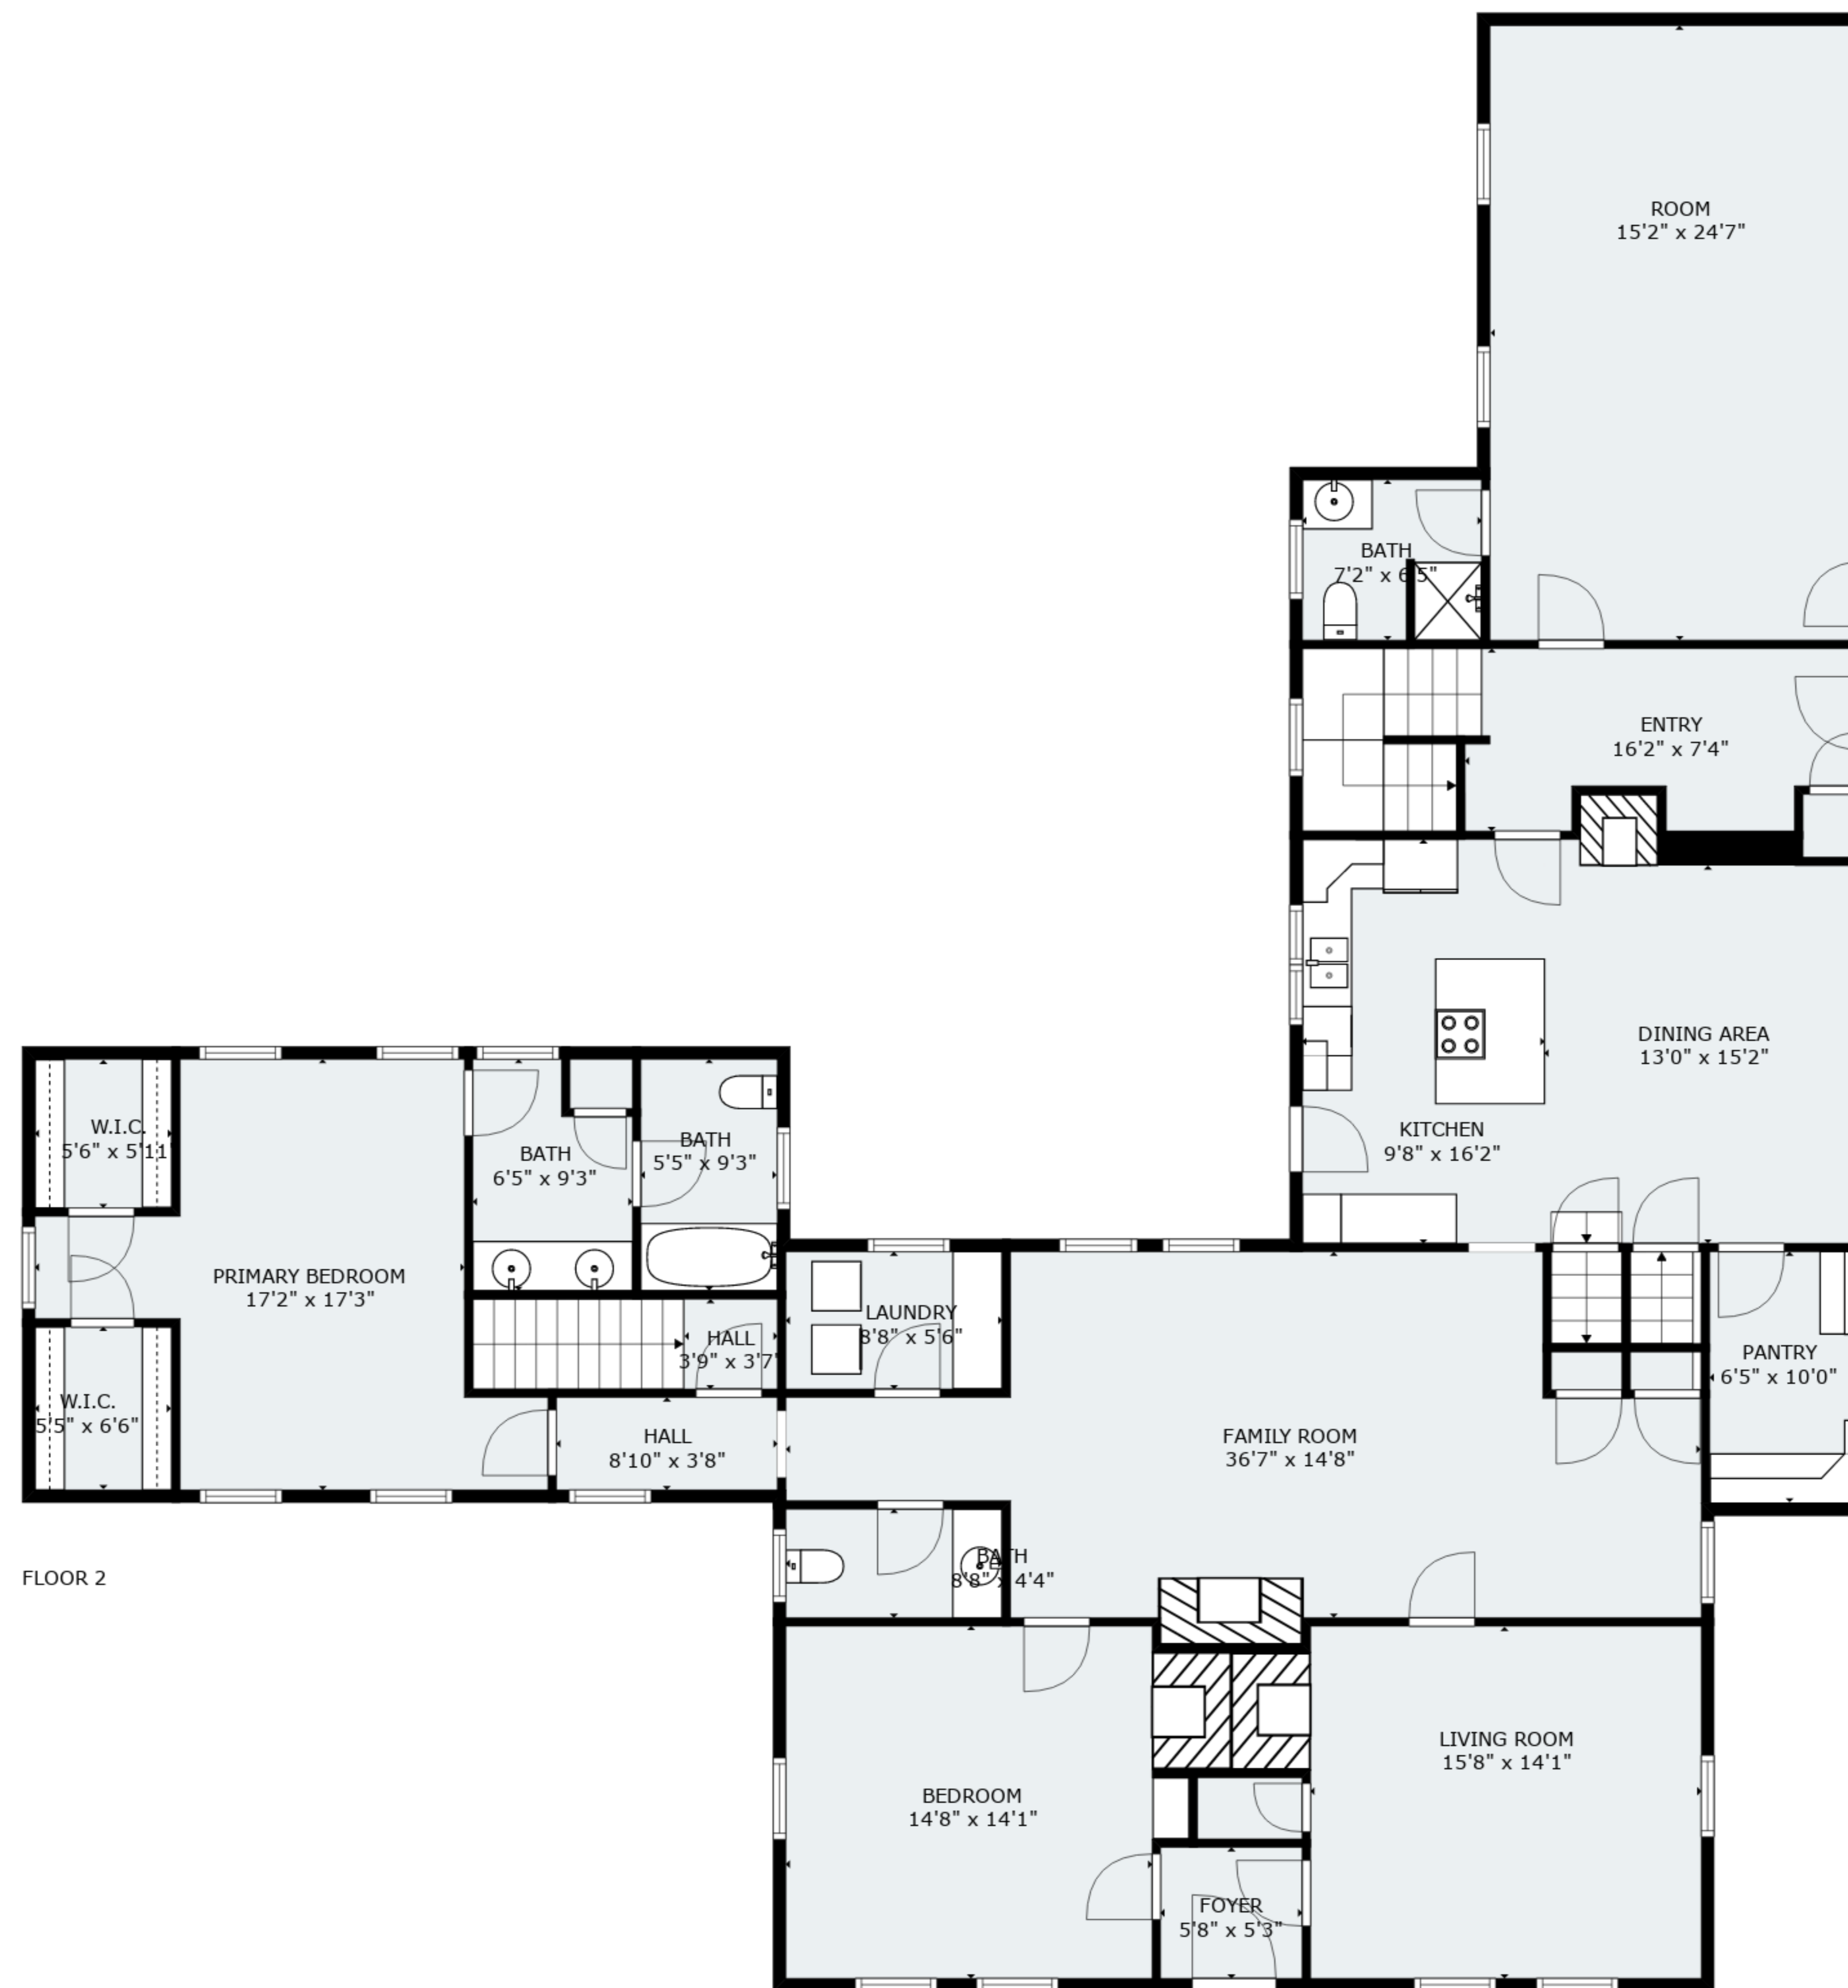 ROOM
15'2" x 24'7"
BATH
7'2" x 6'5"
ENTRY
16'2" x 7'4"
DINING AREA
13'0" x 15'2"
KITCHEN
9'8" x 16'2"
W.I.C.
5'6" x 5'11"
BATH
6'5" x 9'3"
BATH
5'5" x 9'3"
PRIMARY BEDROOM
17'2" x 17'3"
LAUNDRY
8'8" x 5'6"
HALL
3'9" x 3'7"
PANTRY
6'5" x 10'0"
W.I.C.
5'5" x 6'6"
HALL
8'10" x 3'8"
FAMILY ROOM
36'7" x 14'8"
FLOOR 2
BATH
8'8" x 4'4"
LIVING ROOM
15'8" x 14'1"
BEDROOM
14'8" x 14'1"
FOYER
5'8" x 5'3"